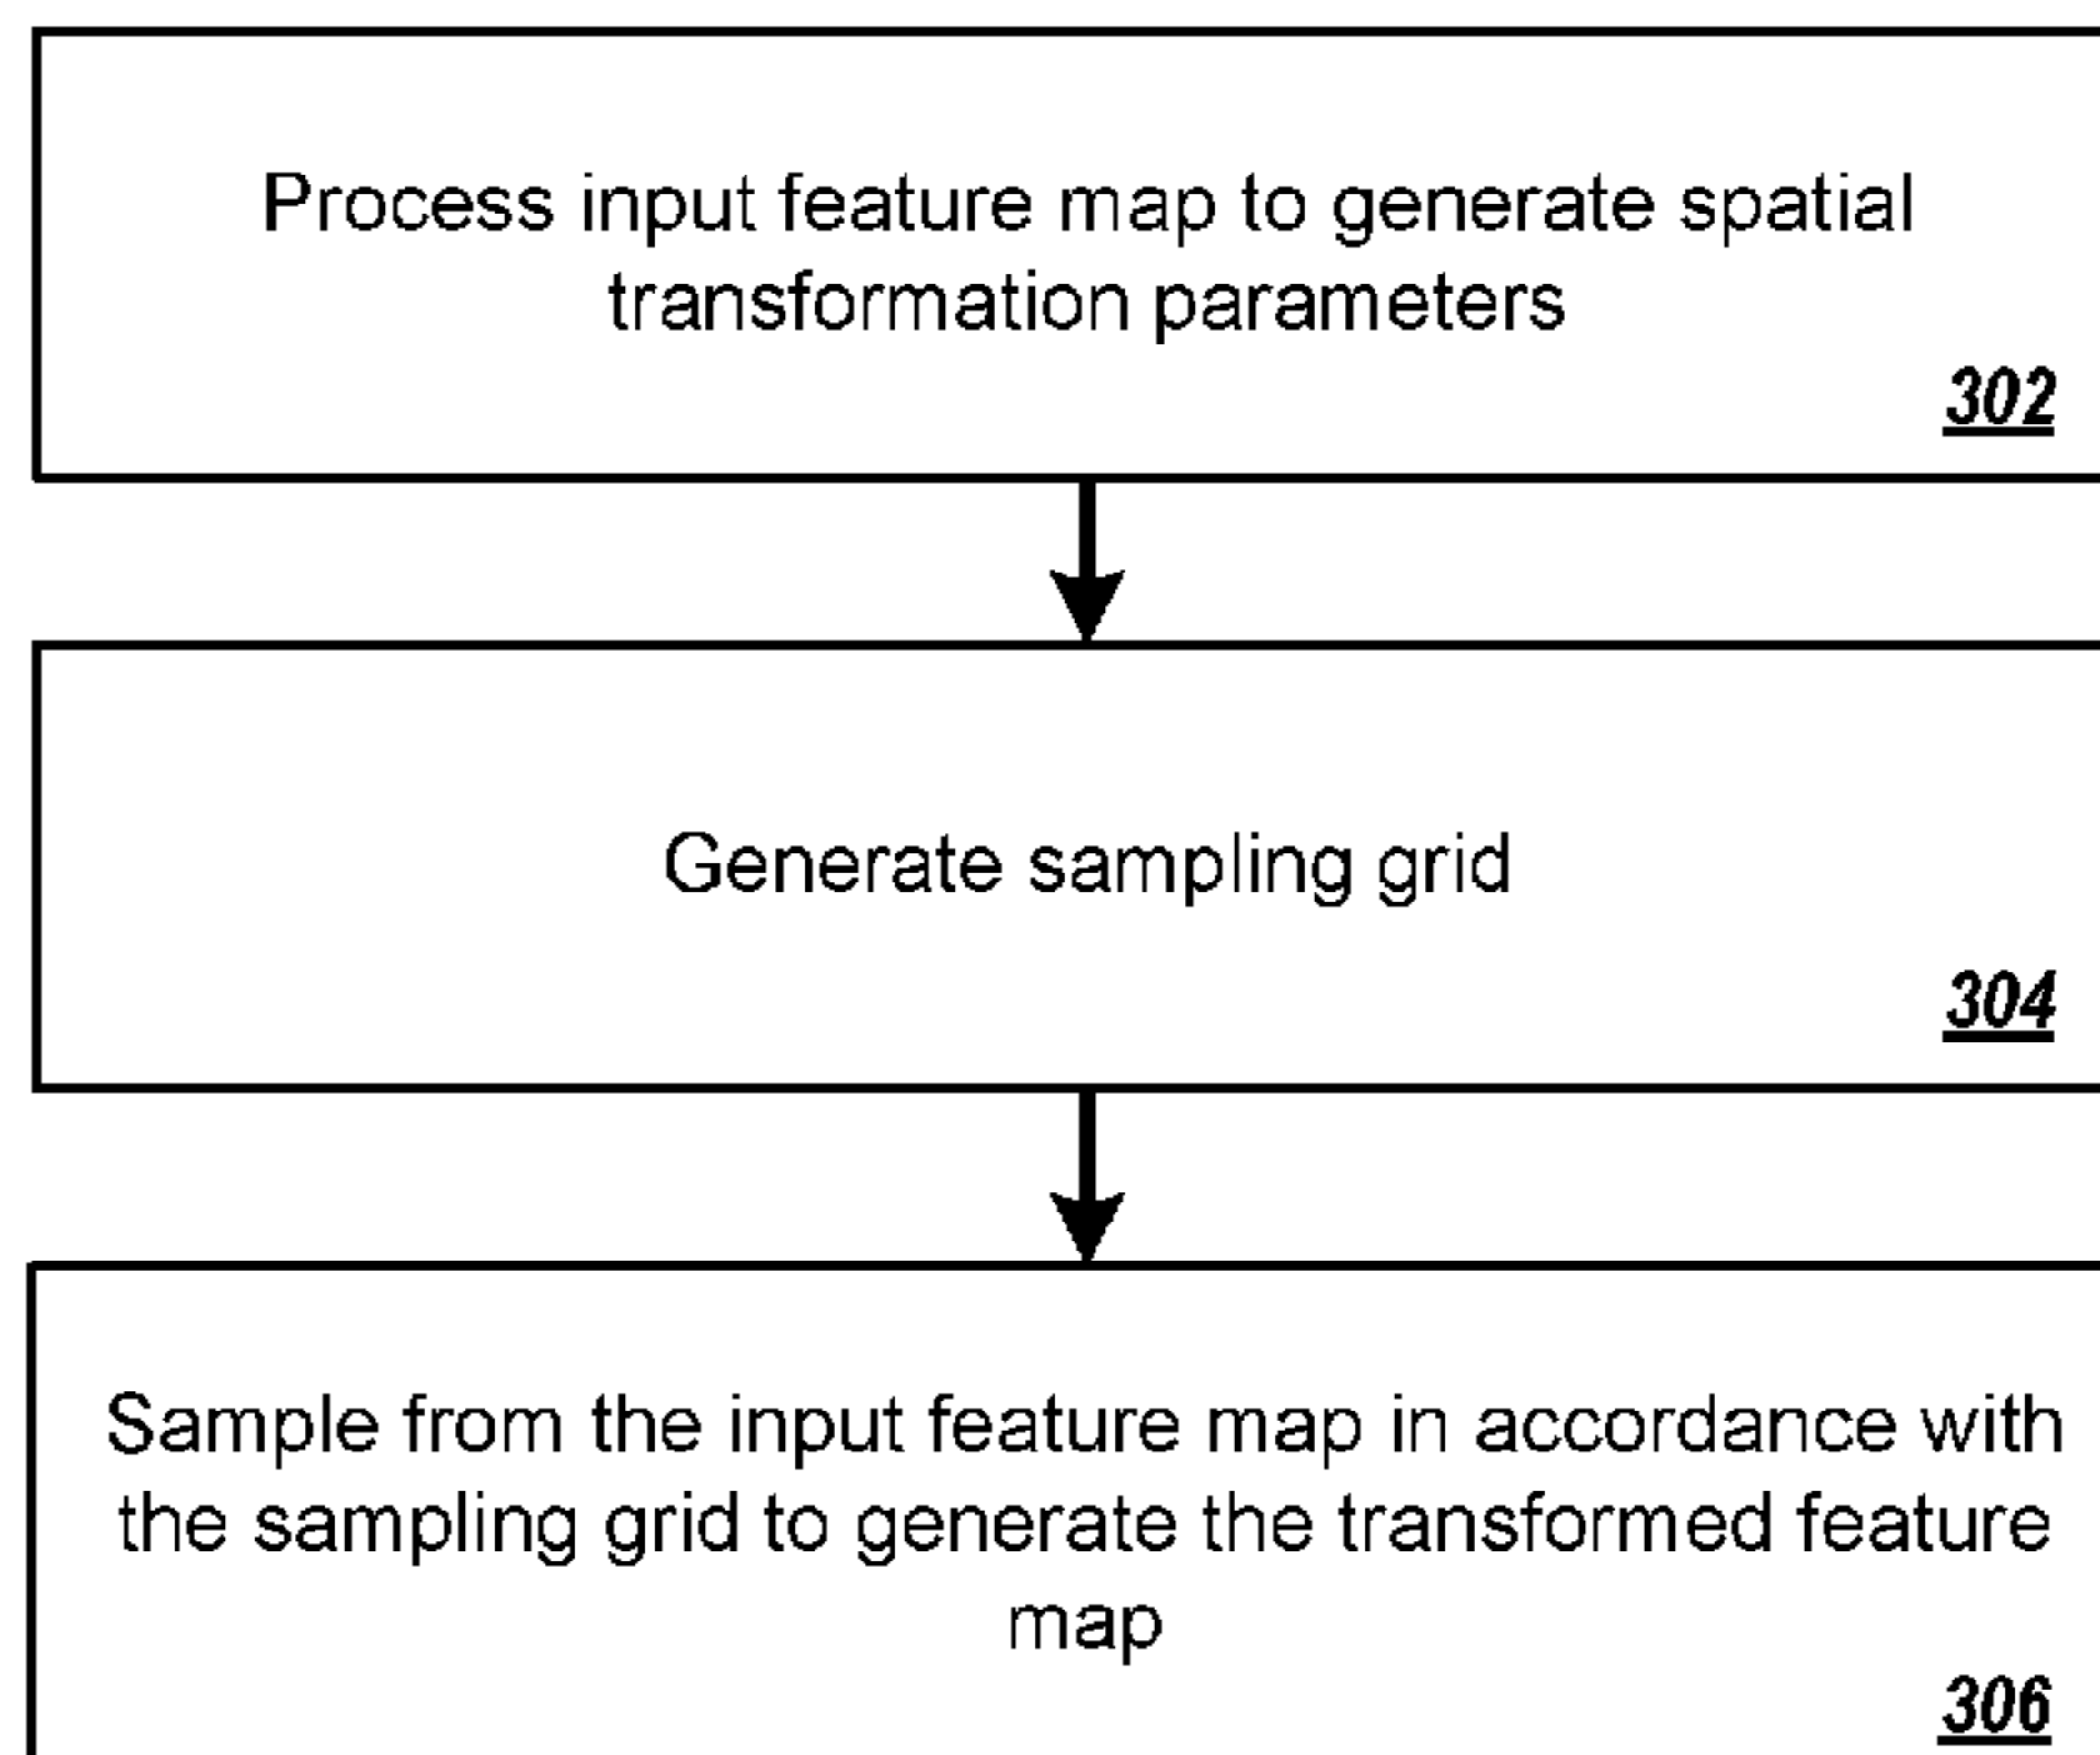 Process input feature map to generate spatial
transformation parameters
302
Generate sampling grid
304
Sample from the input feature map in accordance with
the sampling grid to generate the transformed feature
map
306